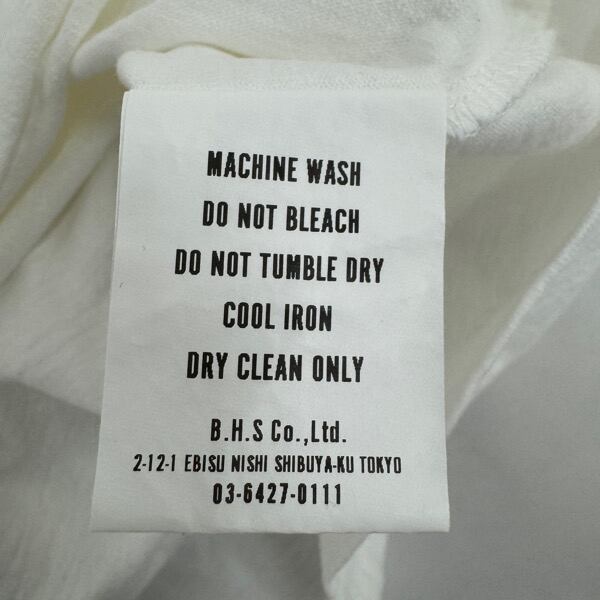 MACHINE WASH
DO NOT BLEACH
DO NOT TUMBLE DRY
COOL IRON
DRY CLEAN ONLY
B.H.S Co.,Ltd.
2-12-1 EBISU NISHI SHIBUYA-KU TOKYO
03-6427-0111